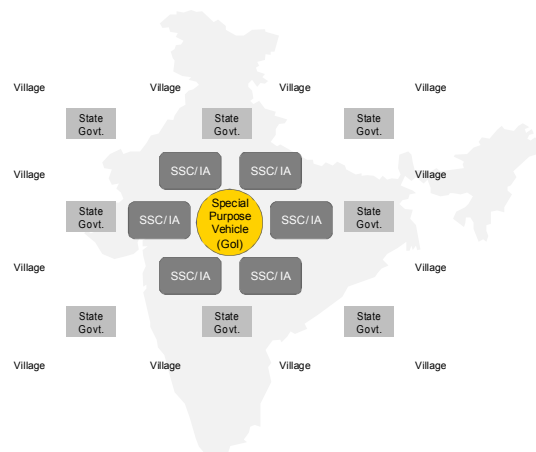 Village Village Village Village
State State State
Govt. Govt. Govt.
SSC/ IA SSC/ IA
Village Village
Special
Purpose
Vehicle
(GoI)
State SSC/ IA SSC/ IA State
Govt. Govt.
Village SSC/ IA SSC/ IA Village
State State State
Govt. Govt. Govt.
Village Village Village Village